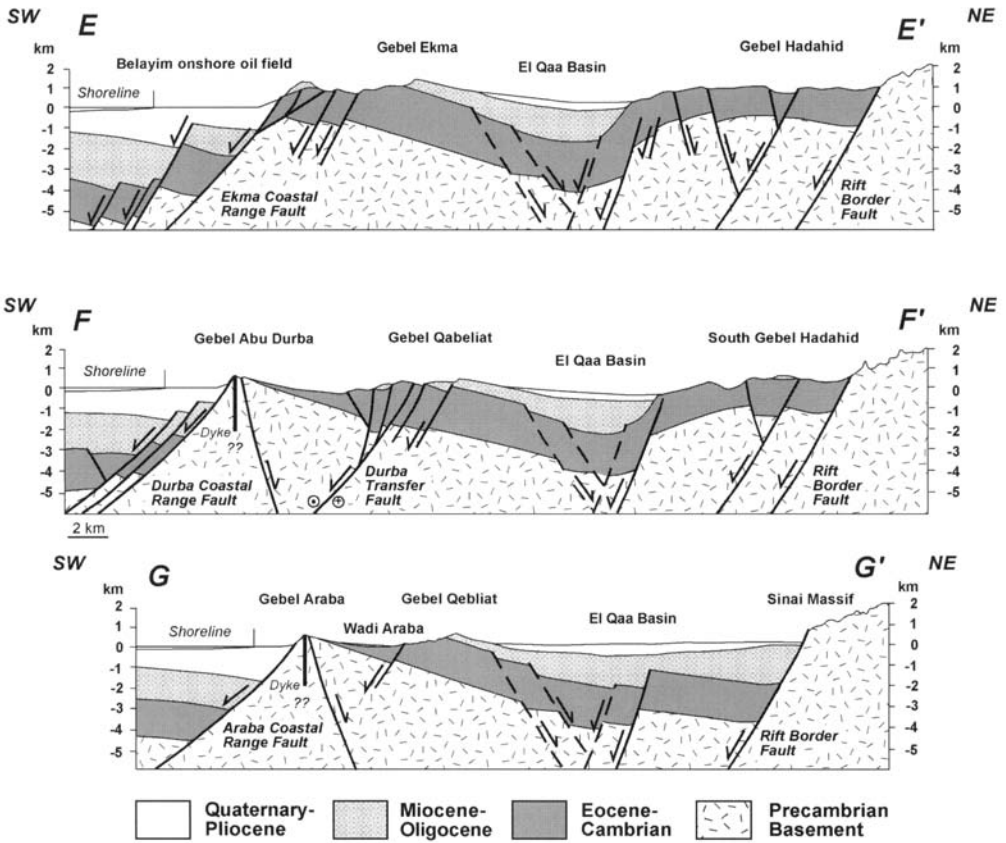 SW
E
E'
NE
km
Belayim onshore oil field
Gebel Ekma
El Qaa Basin
Gebel Hadahid
km
Shoreline
2
1
0
-1
-2
-3
-4
-5
Ekma Coastal
Range Fault
Rift
Border
Fault
2
1
0
-1
-2
-3
-4
-5
SW
F
F'
NE
km
Gebel Abu Durba
Gebel Qabeliat
El Qaa Basin
South Gebel Hadahid
km
Shoreline
2
1
0
-1
-2
-3
-4
-5
Dyke
??
Durba Coastal
Range Fault
Durba
Transfer
Fault
Rift
Border
Fault
2
1
0
-1
-2
-3
-4
-5
2 km
SW
G
G'
NE
km
Gebel Araba
Wadi Araba
Gebel Qebliat
El Qaa Basin
Sinai Massif
km
Shoreline
2
1
0
-1
-2
-3
-4
-5
Dyke
??
Araba Coastal
Range Fault
Rift Border
Fault
2
1
0
-1
-2
-3
-4
-5
Quaternary-
Pliocene
Miocene-
Oligocene
Eocene-
Cambrian
Precambrian
Basement